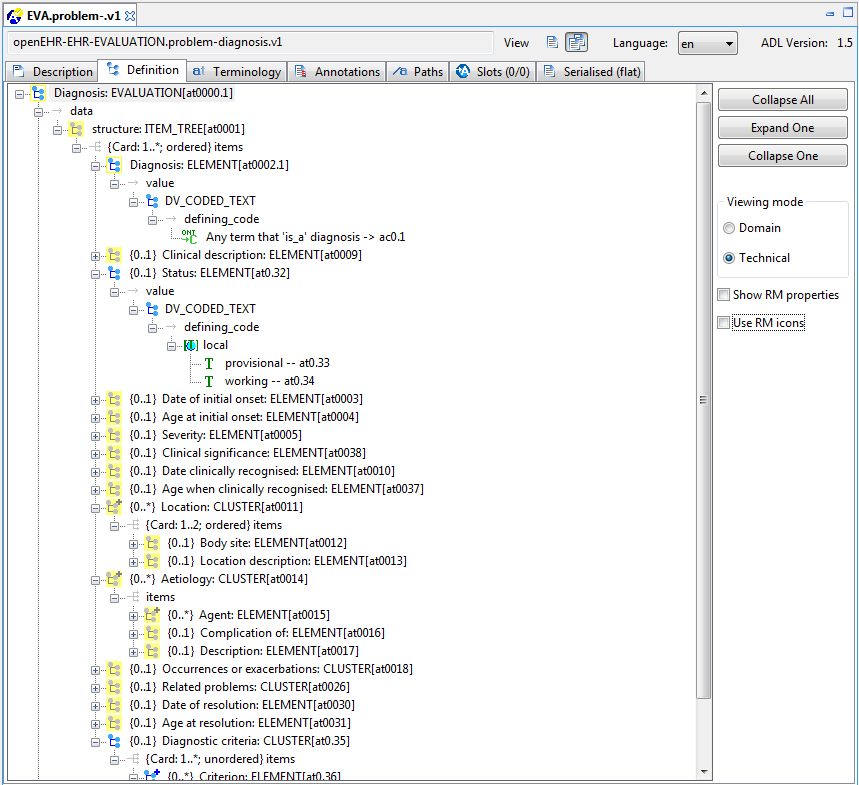 EVA.problem-.v1
openEHR-EHR-EVALUATION.problem-diagnosis.v1 View Language: en ADL Version: 1.5
Description Definition at Terminology Annotations /a Paths Slots (0/0) Serialised (flat)
Diagnosis: EVALUATION[at0000.1]
data
structure: ITEM_TREE[at0001]
{Card: 1..*; ordered} items
Diagnosis: ELEMENT[at0002.1]
value
DV_CODED_TEXT
defining_code
ONT C Any term that 'is_a' diagnosis -> ac0.1
{0..1} Clinical description: ELEMENT[at0009]
{0..1} Status: ELEMENT[at0.32]
value
DV_CODED_TEXT
defining_code
local
T provisional -- at0.33
T working -- at0.34
{0..1} Date of initial onset: ELEMENT[at0003]
{0..1} Age at initial onset: ELEMENT[at0004]
{0..1} Severity: ELEMENT[at0005]
{0..1} Clinical significance: ELEMENT[at0038]
{0..1} Date clinically recognised: ELEMENT[at0010]
{0..1} Age when clinically recognised: ELEMENT[at0037]
{0..*} Location: CLUSTER[at0011]
{Card: 1..2; ordered} items
{0..1} Body site: ELEMENT[at0012]
{0..1} Location description: ELEMENT[at0013]
{0..*} Aetiology: CLUSTER[at0014]
items
{0..*} Agent: ELEMENT[at0015]
{0..1} Complication of: ELEMENT[at0016]
{0..1} Description: ELEMENT[at0017]
{0..1} Occurrences or exacerbations: CLUSTER[at0018]
{0..1} Related problems: CLUSTER[at0026]
{0..1} Date of resolution: ELEMENT[at0030]
{0..1} Age at resolution: ELEMENT[at0031]
{0..1} Diagnostic criteria: CLUSTER[at0.35]
{Card: 1..*; unordered} items
{0..*} Criterion: ELEMENT[at0.36]
Collapse All
Expand One
Collapse One
Viewing mode
Domain
Technical
Show RM properties
Use RM icons